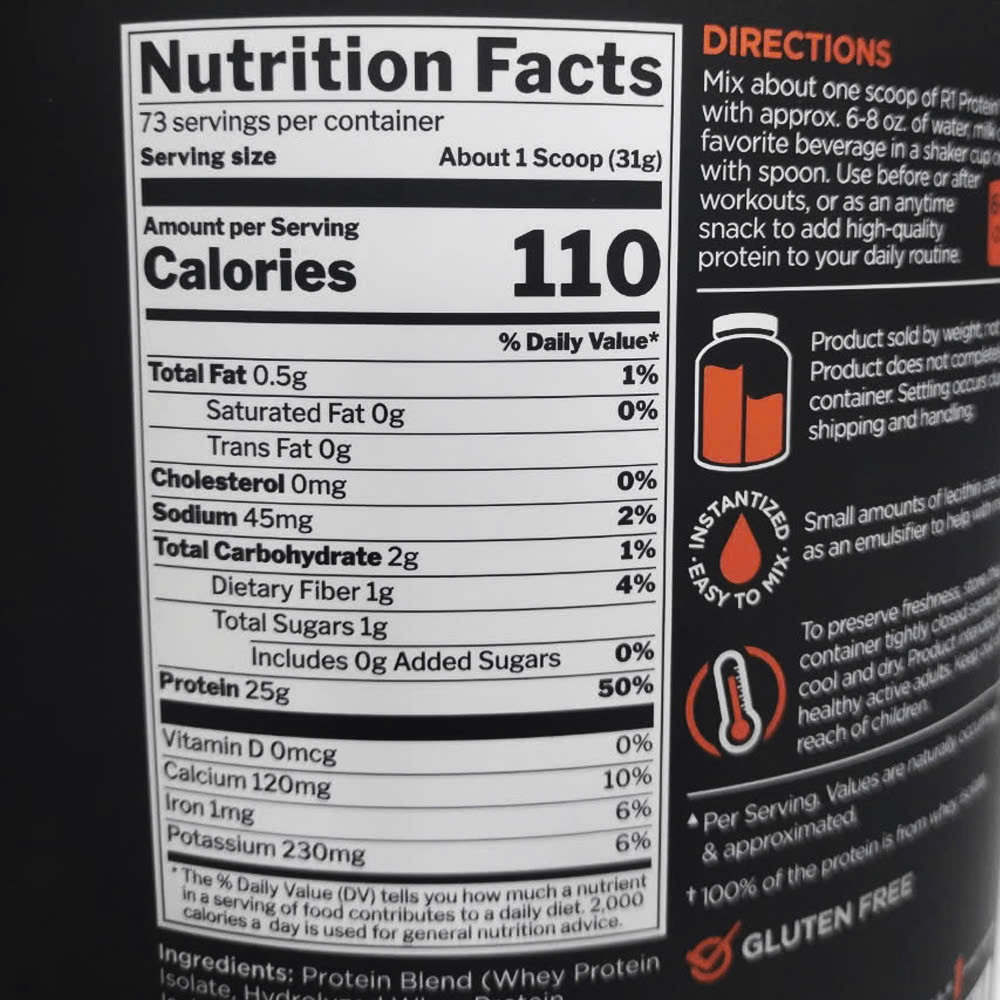 Nutrition Facts
73 servings per container
Serving size About 1 Scoop (31g)
Amount per Serving
Calories 110
% Daily Value*
Total Fat 0.5g 1%
Saturated Fat 0g 0%
Trans Fat 0g
Cholesterol 0mg 0%
Sodium 45mg 2%
Total Carbohydrate 2g 1%
Dietary Fiber 1g 4%
Total Sugars 1g
Includes 0g Added Sugars 0%
Protein 25g 50%
Vitamin D 0mcg 0%
Calcium 120mg 10%
Iron 1mg 6%
Potassium 230mg 6%
* The % Daily Value (DV) tells you how much a nutrient
in a serving of food contributes to a daily diet. 2,000
calories a day is used for general nutrition advice.
Ingredients: Protein Blend (Whey Protein
Isolate, Whey Protein
DIRECTIONS
Mix about one scoop of R1 Protein
with approx. 6-8 oz. of water, milk
favorite beverage in a shaker cup
with spoon. Use before or after
workouts, or as an anytime
snack to add high-quality
protein to your daily routine.
Product sold by weight,
Product does not
container. Settling occurs
shipping and handling.
INSTANTIZED
EASY TO MIX
Small amounts of lecithin
as an emulsifier to help
To preserve freshness,
container tightly closed
cool and dry. Product
healthy active adults. Keep
reach of children.
▲ Per Serving. Values are naturally
& approximated.
† 100% of the protein is from whey
GLUTEN FREE